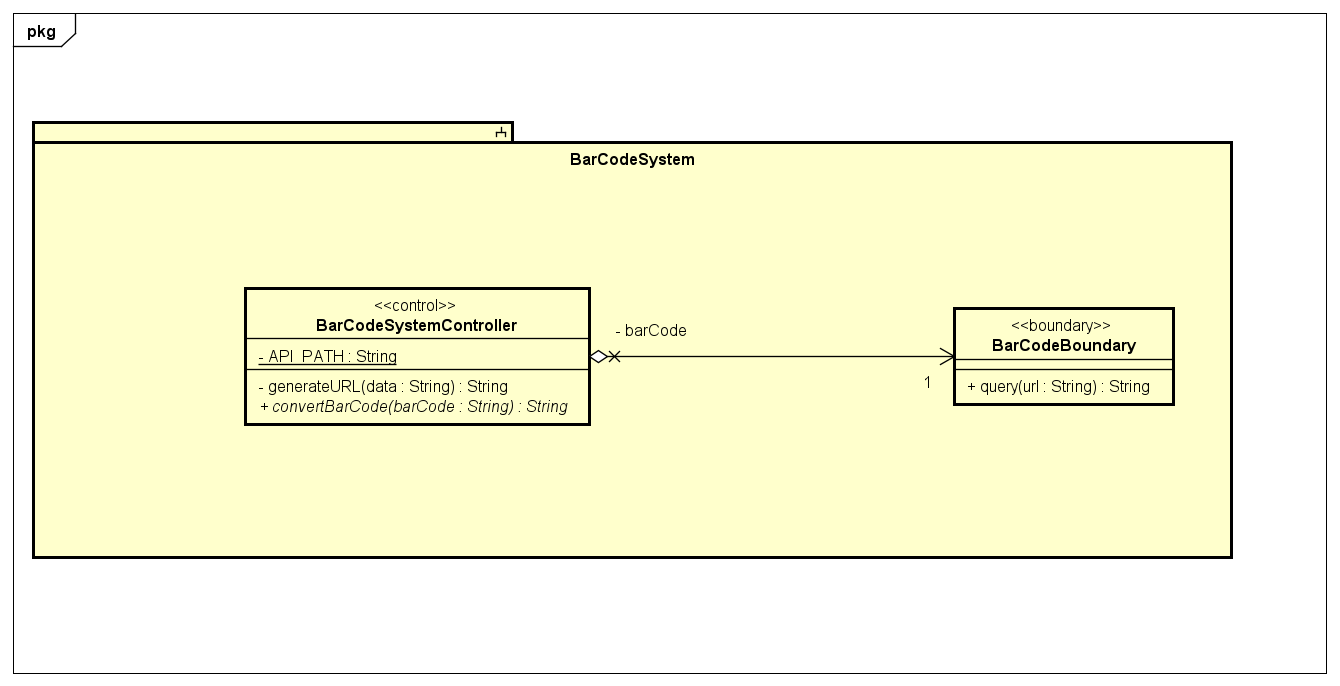 pkg
BarCodeSystem
<<control>>
BarCodeSystemController
- API_PATH : String
- generateURL(data : String) : String
+ convertBarCode(barCode : String) : String
- barCode
1
<<boundary>>
BarCodeBoundary
+ query(url : String) : String